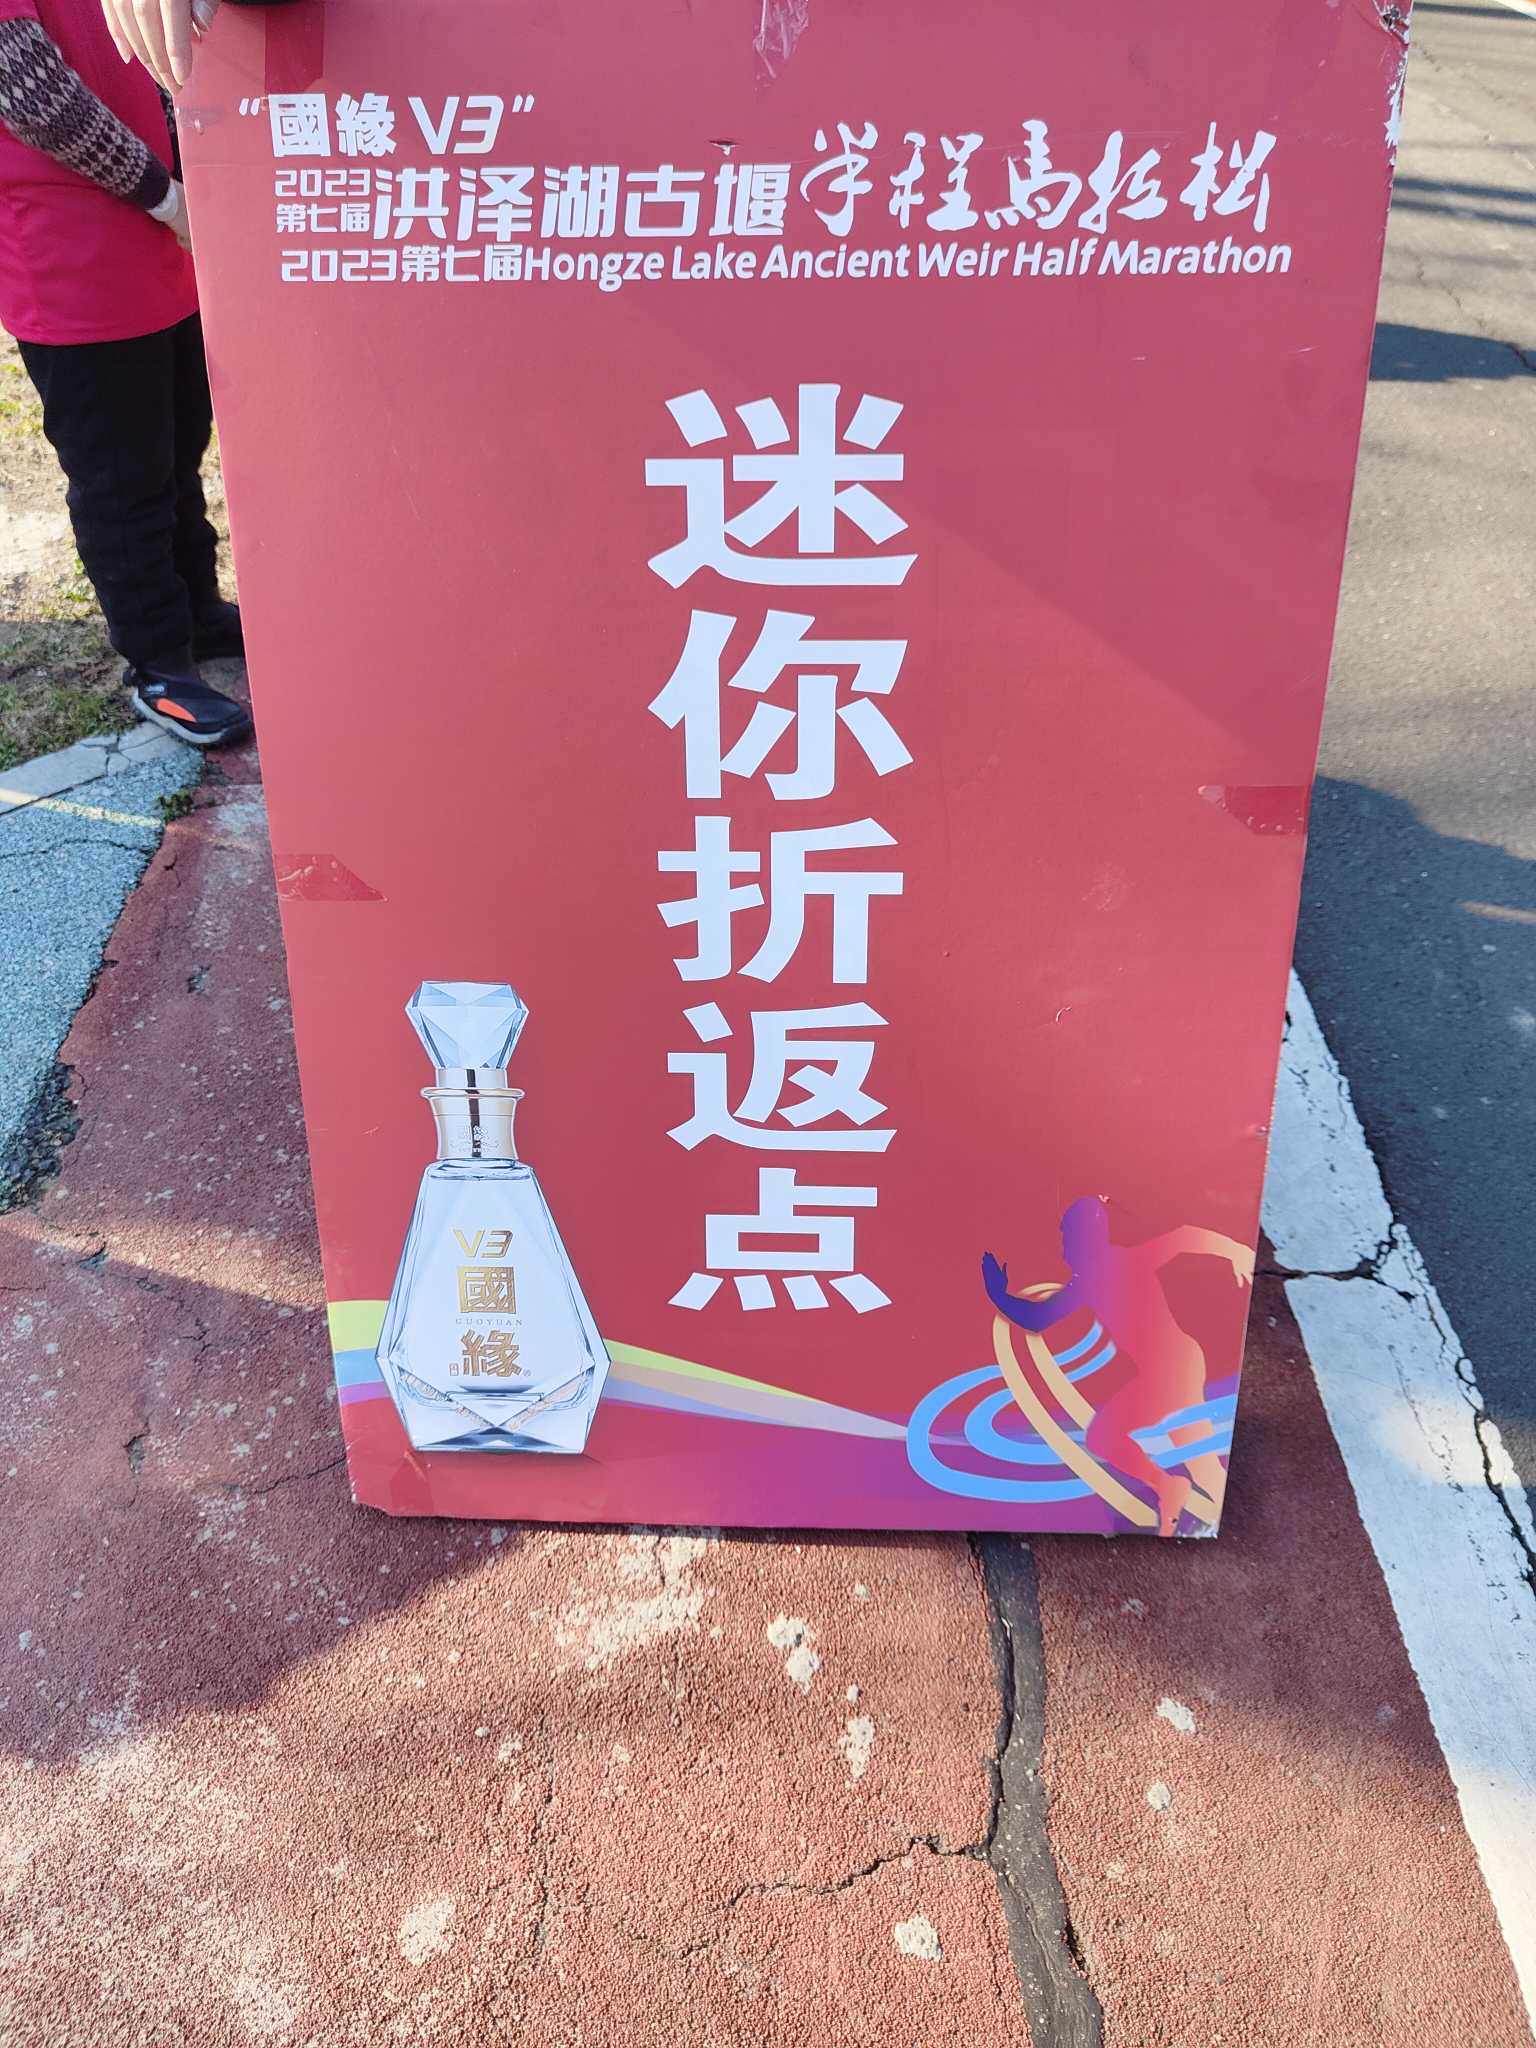 "國緣 V3"
2023
第七届
洪泽湖古堰半程马拉松
2023第七届Hongze Lake Ancient Weir Half Marathon
迷你折返点
V3
國
GUOYUAN
緣